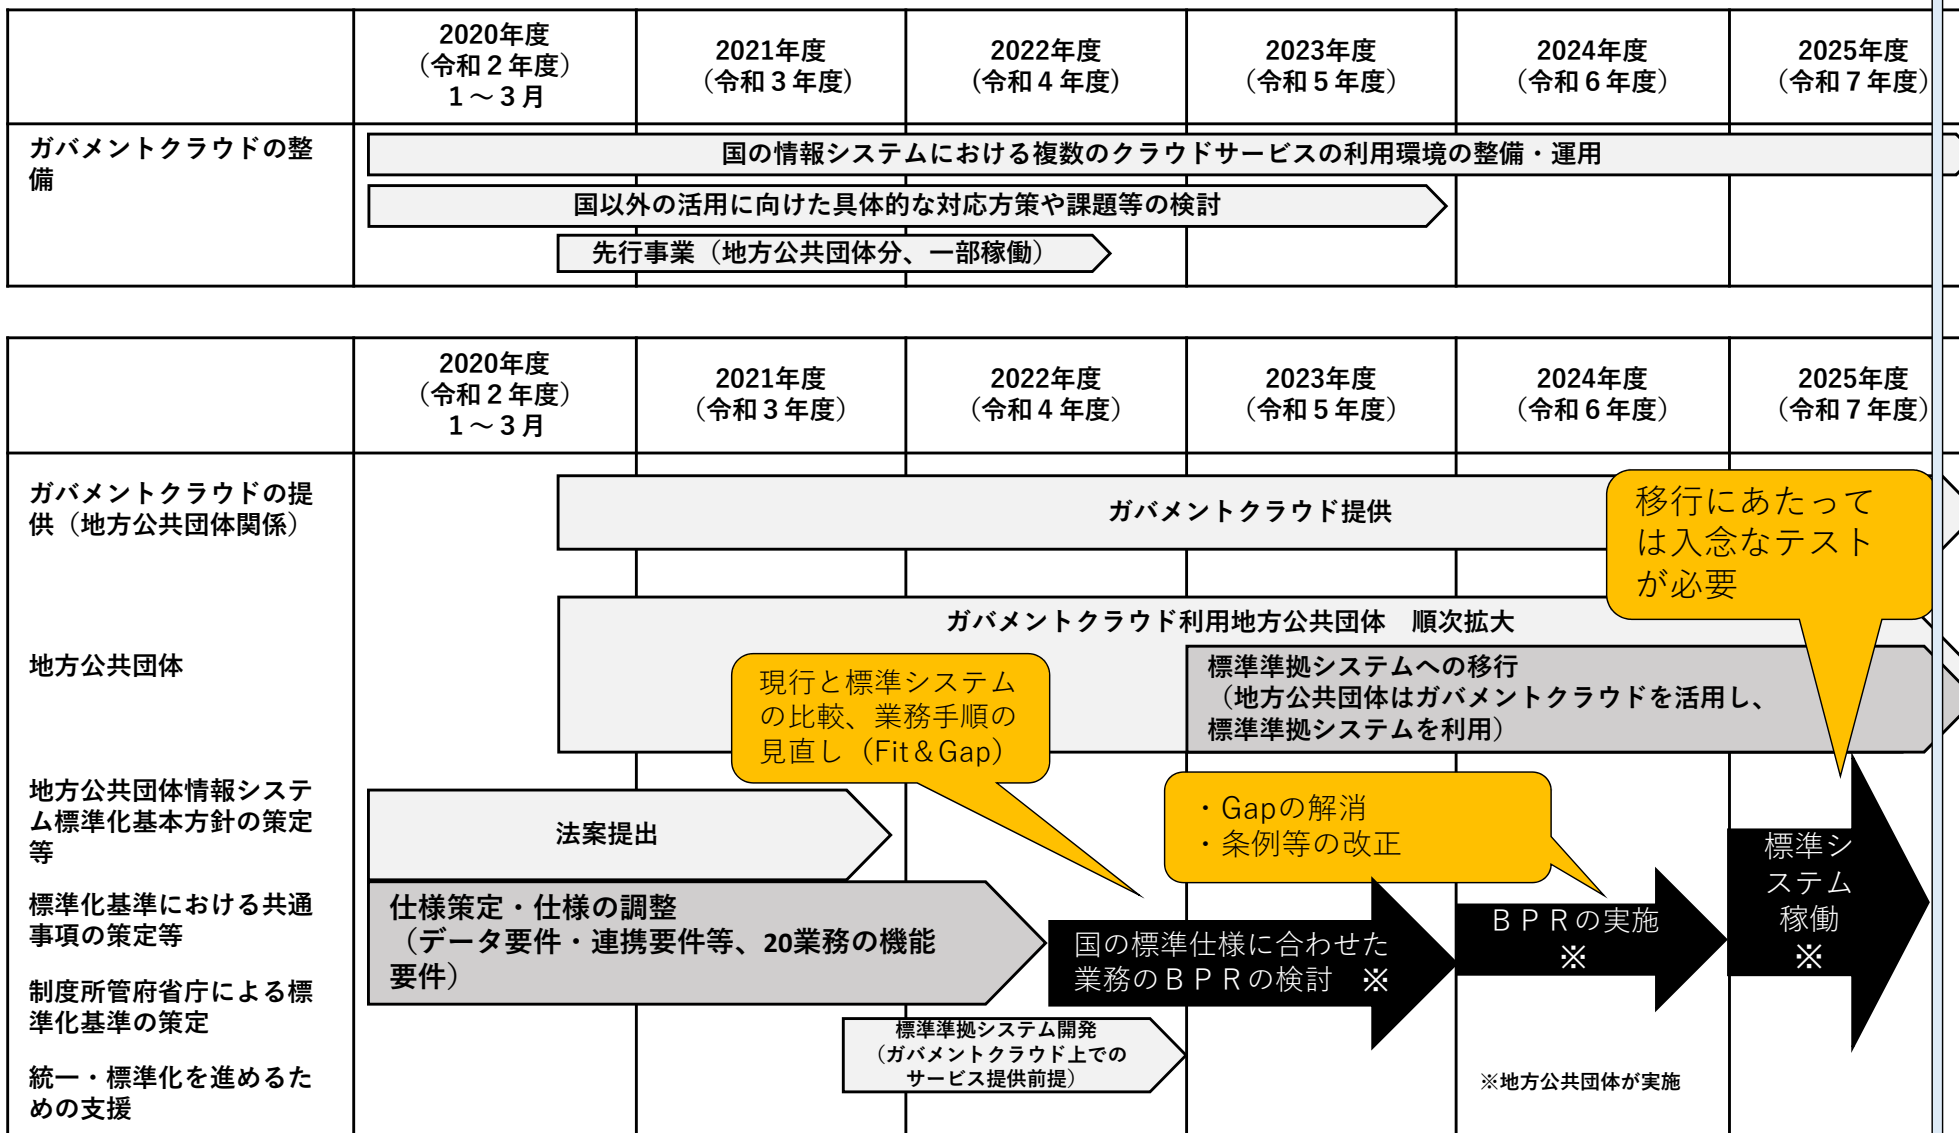 2020年度
（令和２年度）
１～３月
2021年度
（令和３年度）
2022年度
（令和４年度）
2023年度
（令和５年度）
2024年度
（令和６年度）
2025年度
（令和７年度）
ガバメントクラウドの整
備
国の情報システムにおける複数のクラウドサービスの利用環境の整備・運用
国以外の活用に向けた具体的な対応方策や課題等の検討
先行事業（地方公共団体分、一部稼働）
2020年度
（令和２年度）
１～３月
2021年度
（令和３年度）
2022年度
（令和４年度）
2023年度
（令和５年度）
2024年度
（令和６年度）
2025年度
（令和７年度）
ガバメントクラウドの提
供（地方公共団体関係）
ガバメントクラウド提供
移行にあたって
は入念なテスト
が必要
地方公共団体
ガバメントクラウド利用地方公共団体　順次拡大
標準準拠システムへの移行
（地方公共団体はガバメントクラウドを活用し、
標準準拠システムを利用）
現行と標準システム
の比較、業務手順の
見直し（Fit＆Gap）
地方公共団体情報システ
ム標準化基本方針の策定
等
法案提出
・Gapの解消
・条例等の改正
標準化基準における共通
事項の策定等
仕様策定・仕様の調整
（データ要件・連携要件等、20業務の機能
要件）
国の標準仕様に合わせた
業務のＢＰＲの検討　※
ＢＰＲの実施
※
標準シ
ステム
稼働
※
制度所管府省庁による標
準化基準の策定
標準準拠システム開発
（ガバメントクラウド上での
サービス提供前提）
統一・標準化を進めるた
めの支援
※地方公共団体が実施